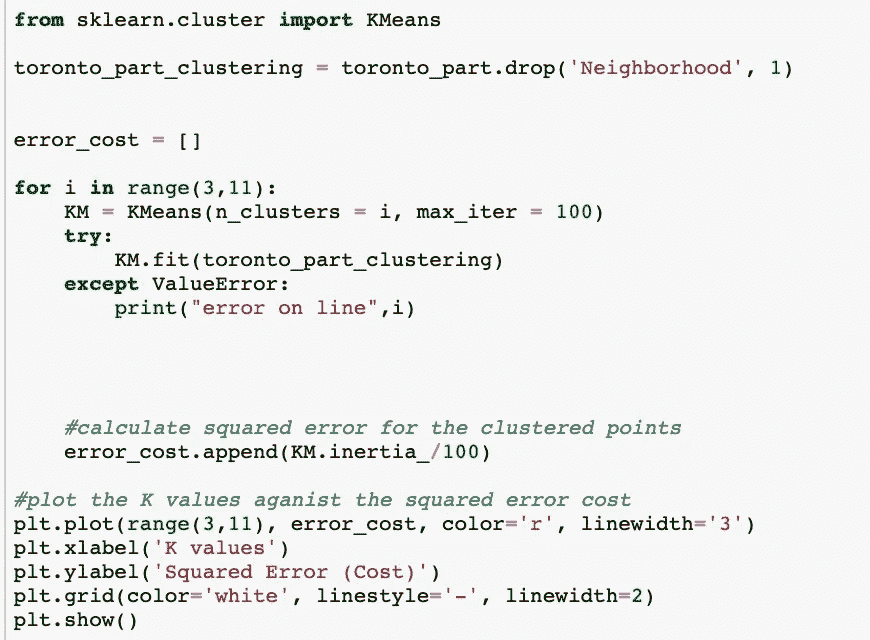 from sklearn.cluster import KMeans
toronto_part_clustering = toronto_part.drop('Neighborhood', 1)
error_cost = []
for i in range(3,11):
    KM = KMeans(n_clusters = i, max_iter = 100)
    try:
        KM.fit(toronto_part_clustering)
    except ValueError:
        print("error on line",i)
    #calculate squared error for the clustered points
    error_cost.append(KM.inertia_/100)
#plot the K values aganist the squared error cost
plt.plot(range(3,11), error_cost, color='r', linewidth='3')
plt.xlabel('K values')
plt.ylabel('Squared Error (Cost)')
plt.grid(color='white', linestyle='-', linewidth=2)
plt.show()